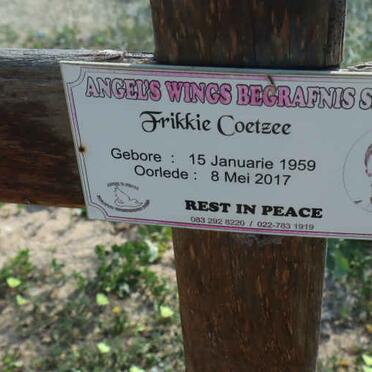 ANGEL'S WINGS BEGRAFNIS
Frikkie Coetzee
Gebore : 15 Januarie 1959
Oorlede : 8 Mei 2017
REST IN PEACE
083 292 8220 / 022-783 1919